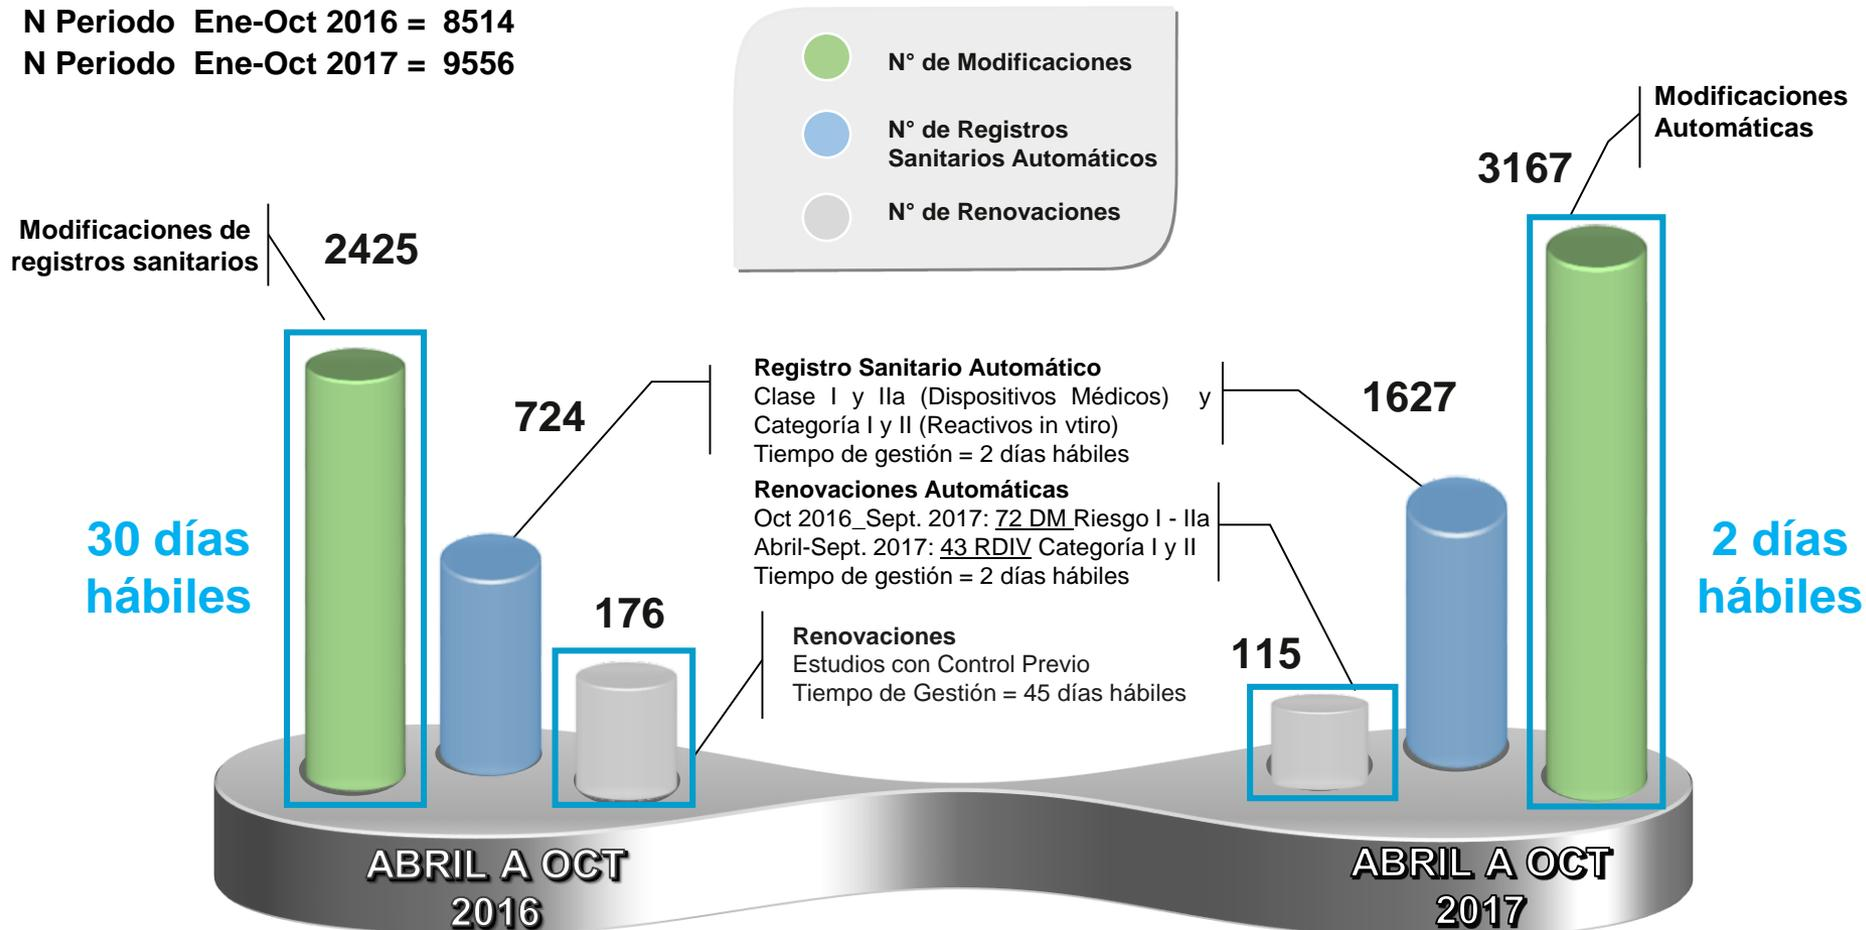 N Periodo Ene-Oct 2016 = 8514
N Periodo Ene-Oct 2017 = 9556
N° de Modificaciones
N° de Registros
Sanitarios Automáticos
N° de Renovaciones
Modificaciones
Automáticas
3167
Modificaciones de
registros sanitarios
2425
724
Registro Sanitario Automático
Clase I y IIa (Dispositivos Médicos) y
Categoría I y II (Reactivos in vtiro)
Tiempo de gestión = 2 días hábiles
1627
Renovaciones Automáticas
Oct 2016_Sept. 2017: 72 DM Riesgo I - IIa
Abril-Sept. 2017: 43 RDIV Categoría I y II
Tiempo de gestión = 2 días hábiles
30 días
hábiles
2 días
hábiles
176
Renovaciones
Estudios con Control Previo
Tiempo de Gestión = 45 días hábiles
115
ABRIL A OCT
2016
ABRIL A OCT
2017